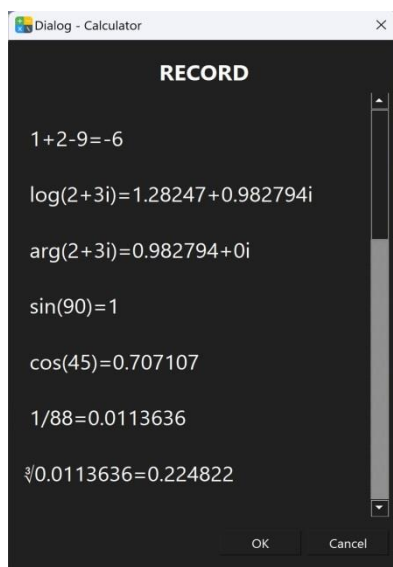 Dialog - Calculator
RECORD
1+2-9=-6
log(2+3i)=1.28247+0.982794i
arg(2+3i)=0.982794+0i
sin(90)=1
cos(45)=0.707107
1/88=0.0113636
∛0.0113636=0.224822
OK Cancel